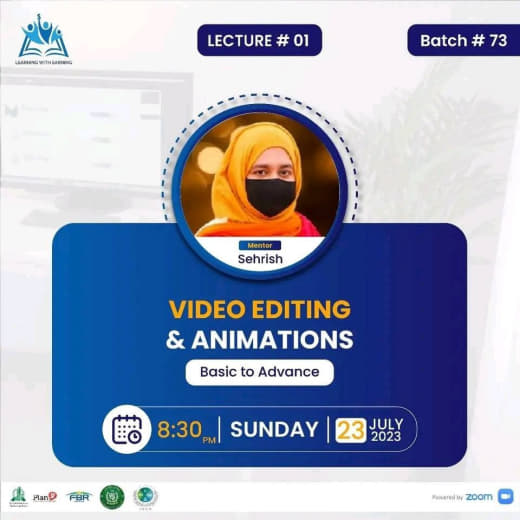 LECTURE # 01
Batch # 73
LEARNING WITH EARNING
Mentor
Sehrish
VIDEO EDITING
& ANIMATIONS
Basic to Advance
8:30 PM
SUNDAY
23 JULY
2023
Plan9
FBR
Powered by zoom